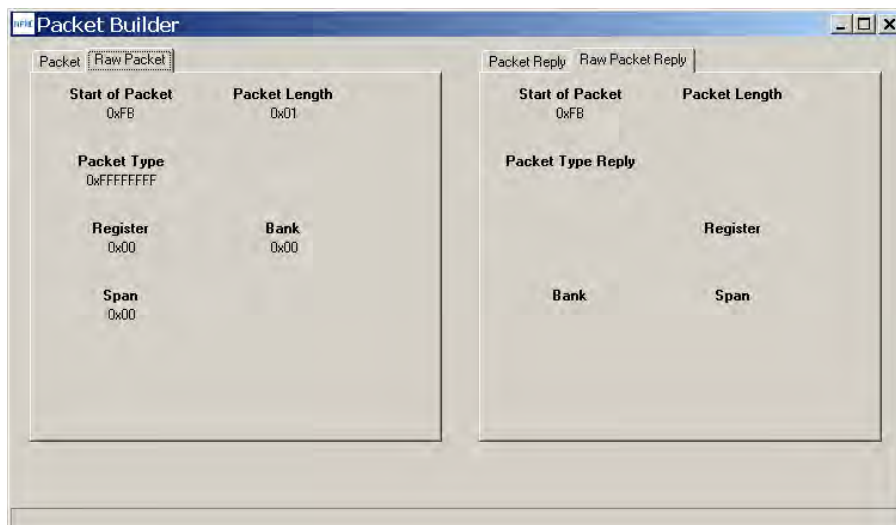 Packet Builder
Packet Raw Packet
Start of Packet Packet Length
0xFB 0x01
Packet Type
0xFFFFFFFF
Register Bank
0x00 0x00
Span
0x00
Packet Reply Raw Packet Reply
Start of Packet Packet Length
0xFB
Packet Type Reply
Register
Bank Span